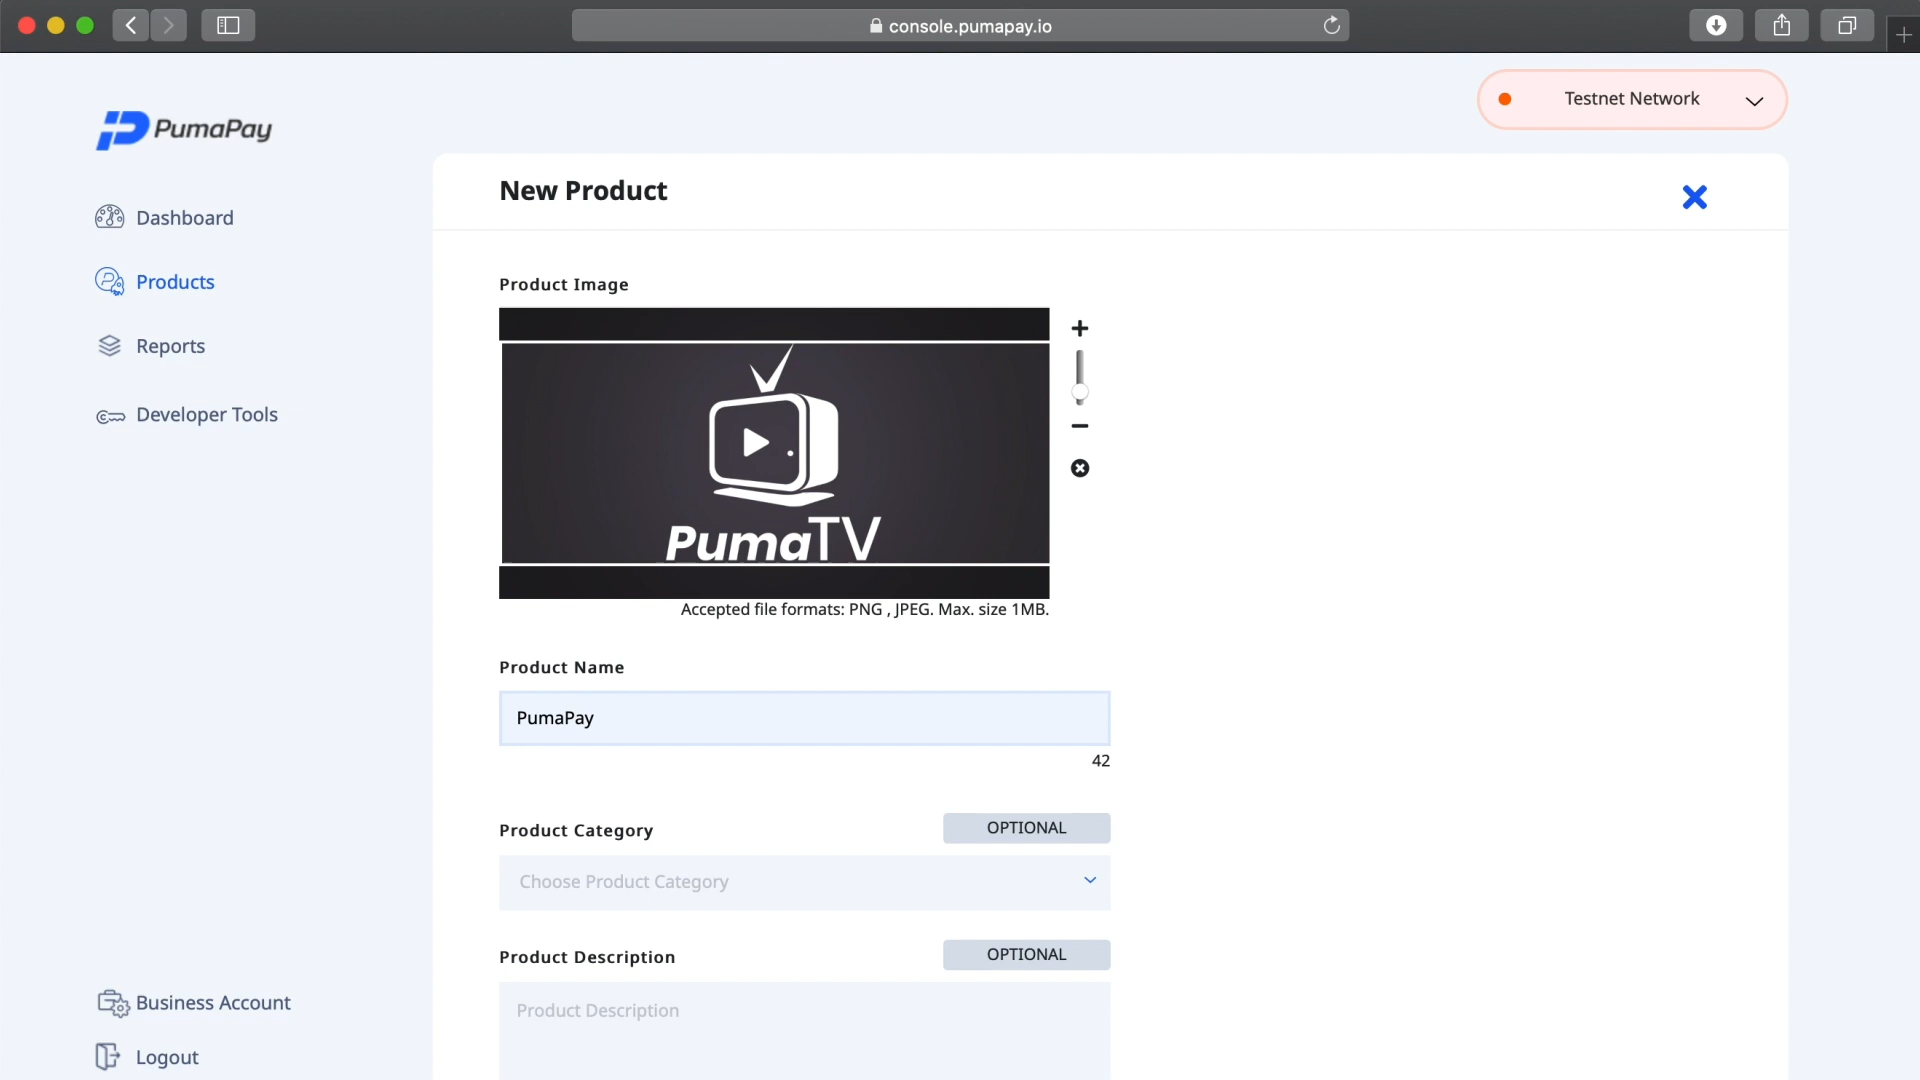 console.pumapay.io
Testnet Network
PumaPay
New Product
Dashboard
Products
Reports
Developer Tools
Product Image
PumaTV
Accepted file formats: PNG , JPEG. Max. size 1MB.
Product Name
PumaPay
42
Product Category
OPTIONAL
Choose Product Category
Product Description
OPTIONAL
Product Description
Business Account
Logout